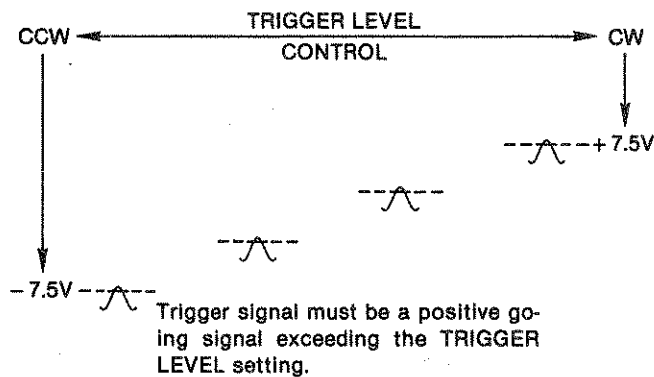 TRIGGER LEVEL
CCW CW
CONTROL
+ 7.5V
- 7.5V
Trigger signal must be a positive go-
ing signal exceeding the TRIGGER
LEVEL setting.